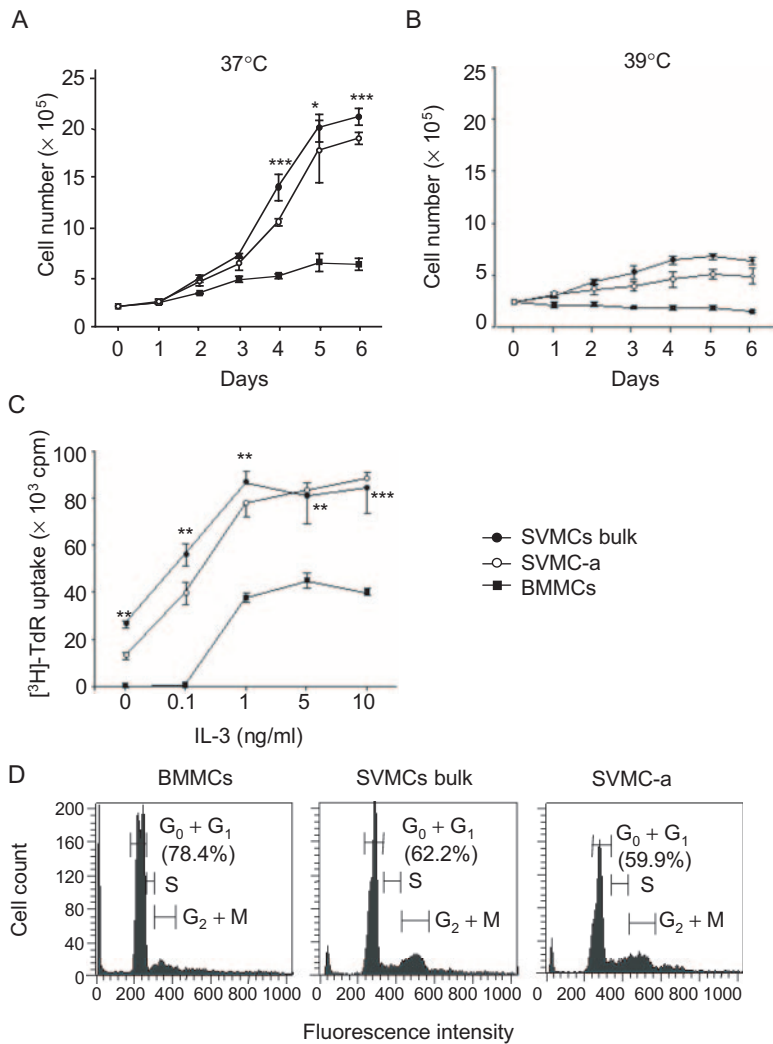 A
B
37°C
39°C
25
20
15
10
5
0
Cell number (× 10⁵)
*** * ***
0 1 2 3 4 5 6
Days
25
20
15
10
5
0
Cell number (× 10⁵)
0 1 2 3 4 5 6
Days
C
100
80
60
40
20
0
[³H]-TdR uptake (× 10³ cpm)
** ** ** ** ***
0 0.1 1 5 10
IL-3 (ng/ml)
SVMCs bulk
SVMC-a
BMMCs
D
BMMCs
SVMCs bulk
SVMC-a
200
160
120
80
40
0
Cell count
G₀ + G₁
(78.4%)
S
G₂ + M
0 200 400 600 800 1000
G₀ + G₁
(62.2%)
S
G₂ + M
0 200 400 600 800 1000
G₀ + G₁
(59.9%)
S
G₂ + M
0 200 400 600 800 1000
Fluorescence intensity